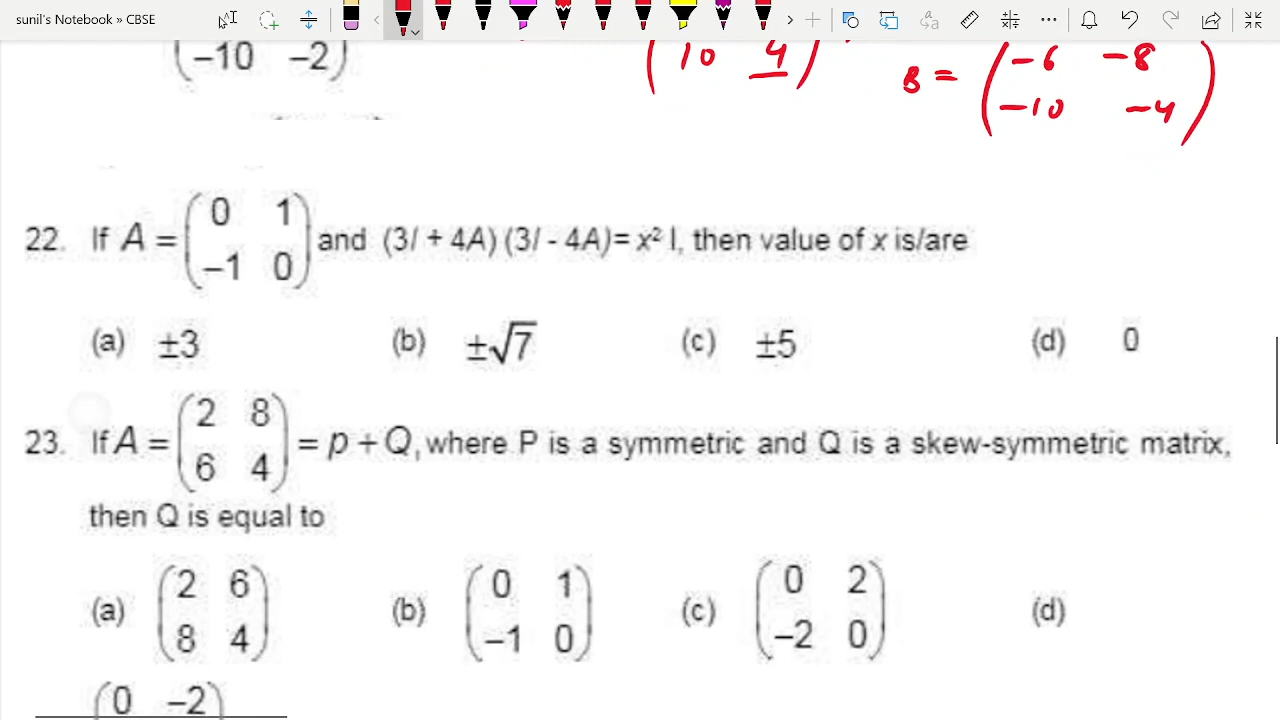 sunil's Notebook » CBSE
(−10 −2)
(10 4)
B = (−6 −8
−10 −4)
22. If A = (0 1
−1 0) and (3I + 4A) (3I - 4A)= x² I, then value of x is/are
(a) ±3 (b) ±√7 (c) ±5 (d) 0
23. If A = (2 8
6 4) = p + Q, where P is a symmetric and Q is a skew-symmetric matrix,
then Q is equal to
(a) (2 6
8 4) (b) (0 1
−1 0) (c) (0 2
−2 0) (d)
(0 −2)